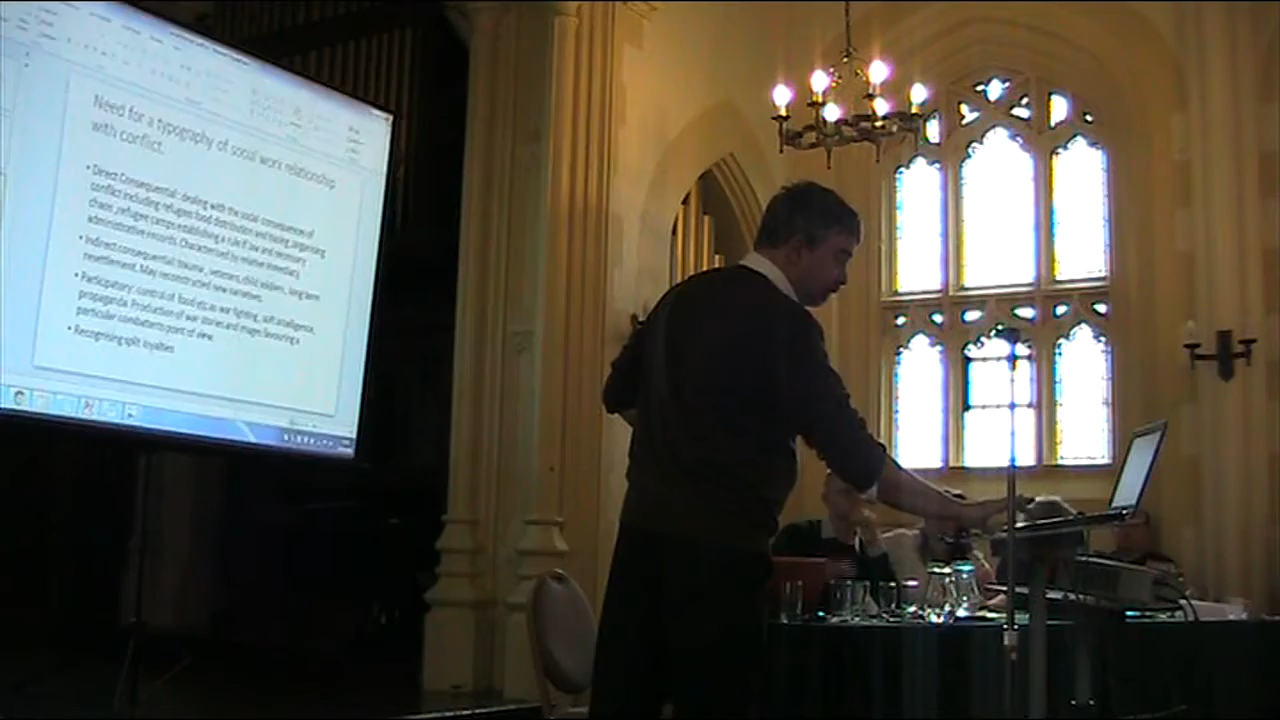 Need for a typography of social work relationship
with conflict.
• Direct Consequential: dealing with the social consequences of
conflict including refugees food distribution and tracing, organising
chaos, refugee camps establishing a rule if law and necessary
administrative records. Characterised by relative immediacy
• Indirect consequential: trauma, veterans, child soldiers, long term
resettlement. May reconstructed new narratives.
• Participatory: control of food etc as war fighting, soft intelligence,
propaganda. Production of war stories and images favouring a
particular combatants point of view.
• Recognising split loyalties